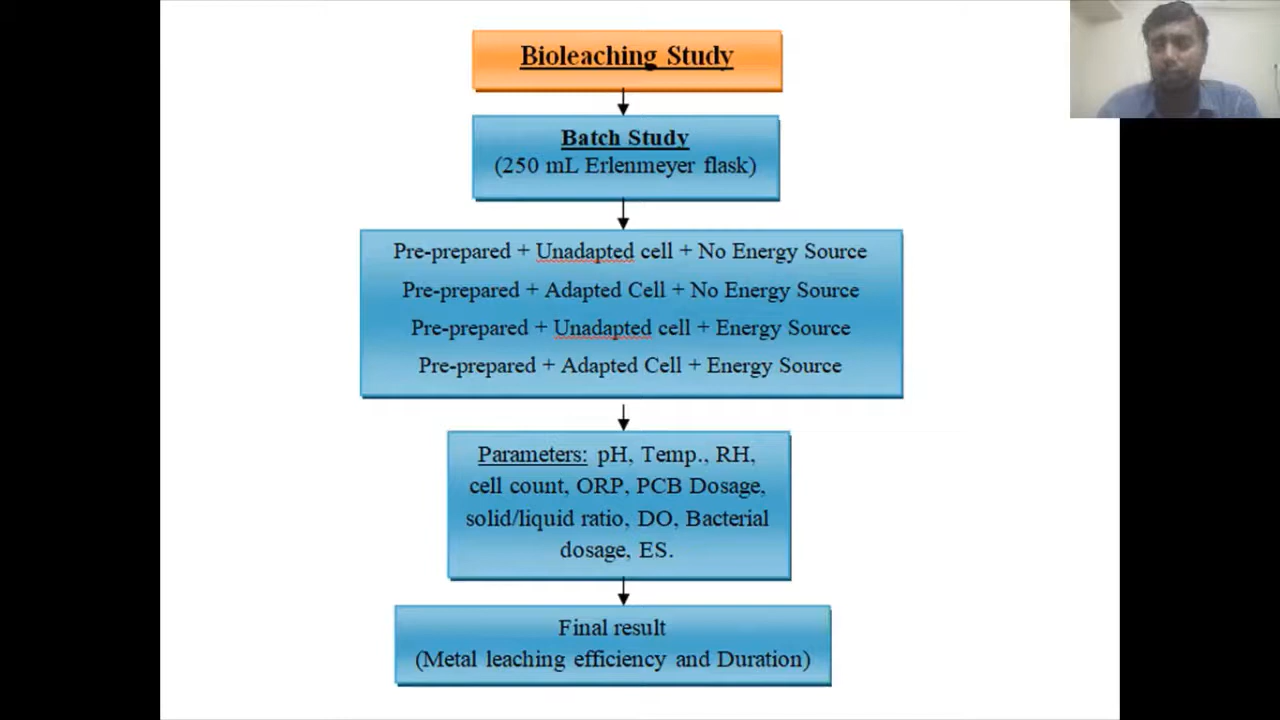 Bioleaching Study
Batch Study
(250 mL Erlenmeyer flask)
Pre-prepared + Unadapted cell + No Energy Source
Pre-prepared + Adapted Cell + No Energy Source
Pre-prepared + Unadapted cell + Energy Source
Pre-prepared + Adapted Cell + Energy Source
Parameters: pH, Temp., RH,
cell count, ORP, PCB Dosage,
solid/liquid ratio, DO, Bacterial
dosage, ES.
Final result
(Metal leaching efficiency and Duration)